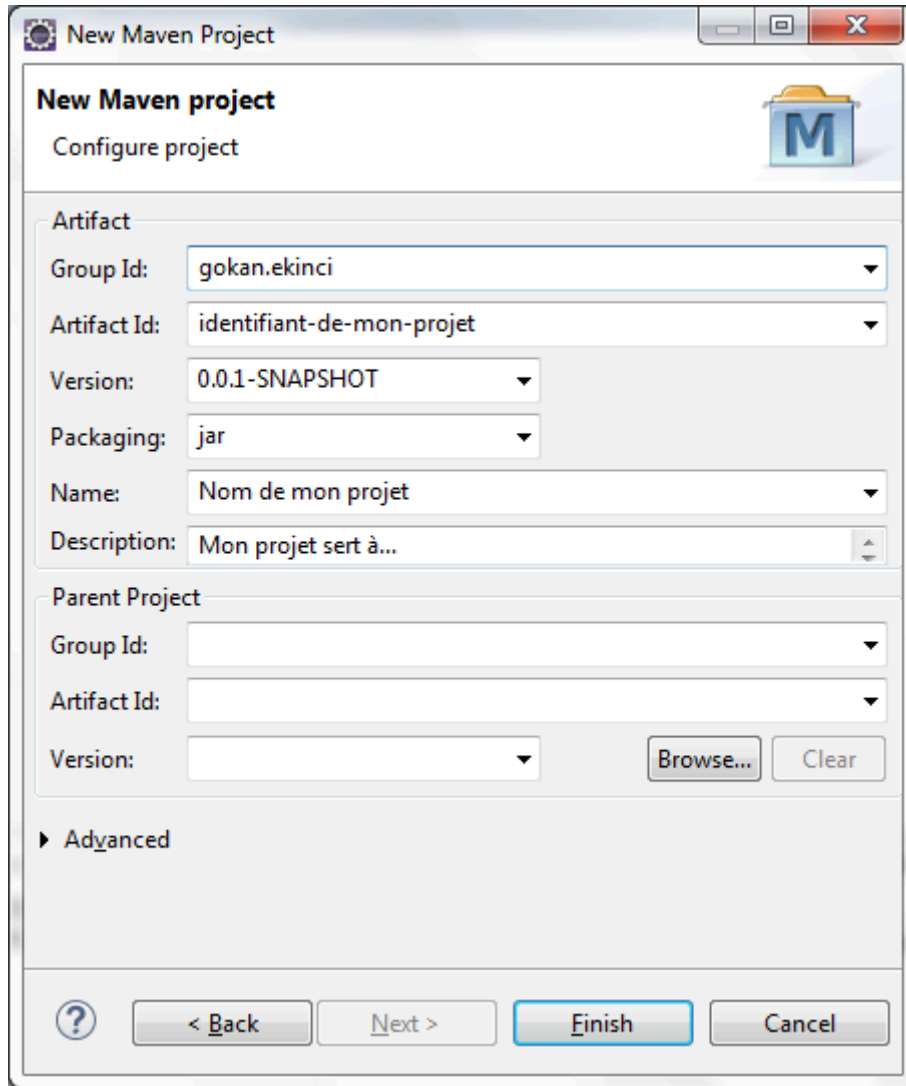 New Maven Project
New Maven project
Configure project
M
Artifact
Group Id: gokan.ekinci
Artifact Id: identifiant-de-mon-projet
Version: 0.0.1-SNAPSHOT
Packaging: jar
Name: Nom de mon projet
Description: Mon projet sert à...
Parent Project
Group Id:
Artifact Id:
Version: Browse... Clear
Advanced
? < Back Next > Finish Cancel